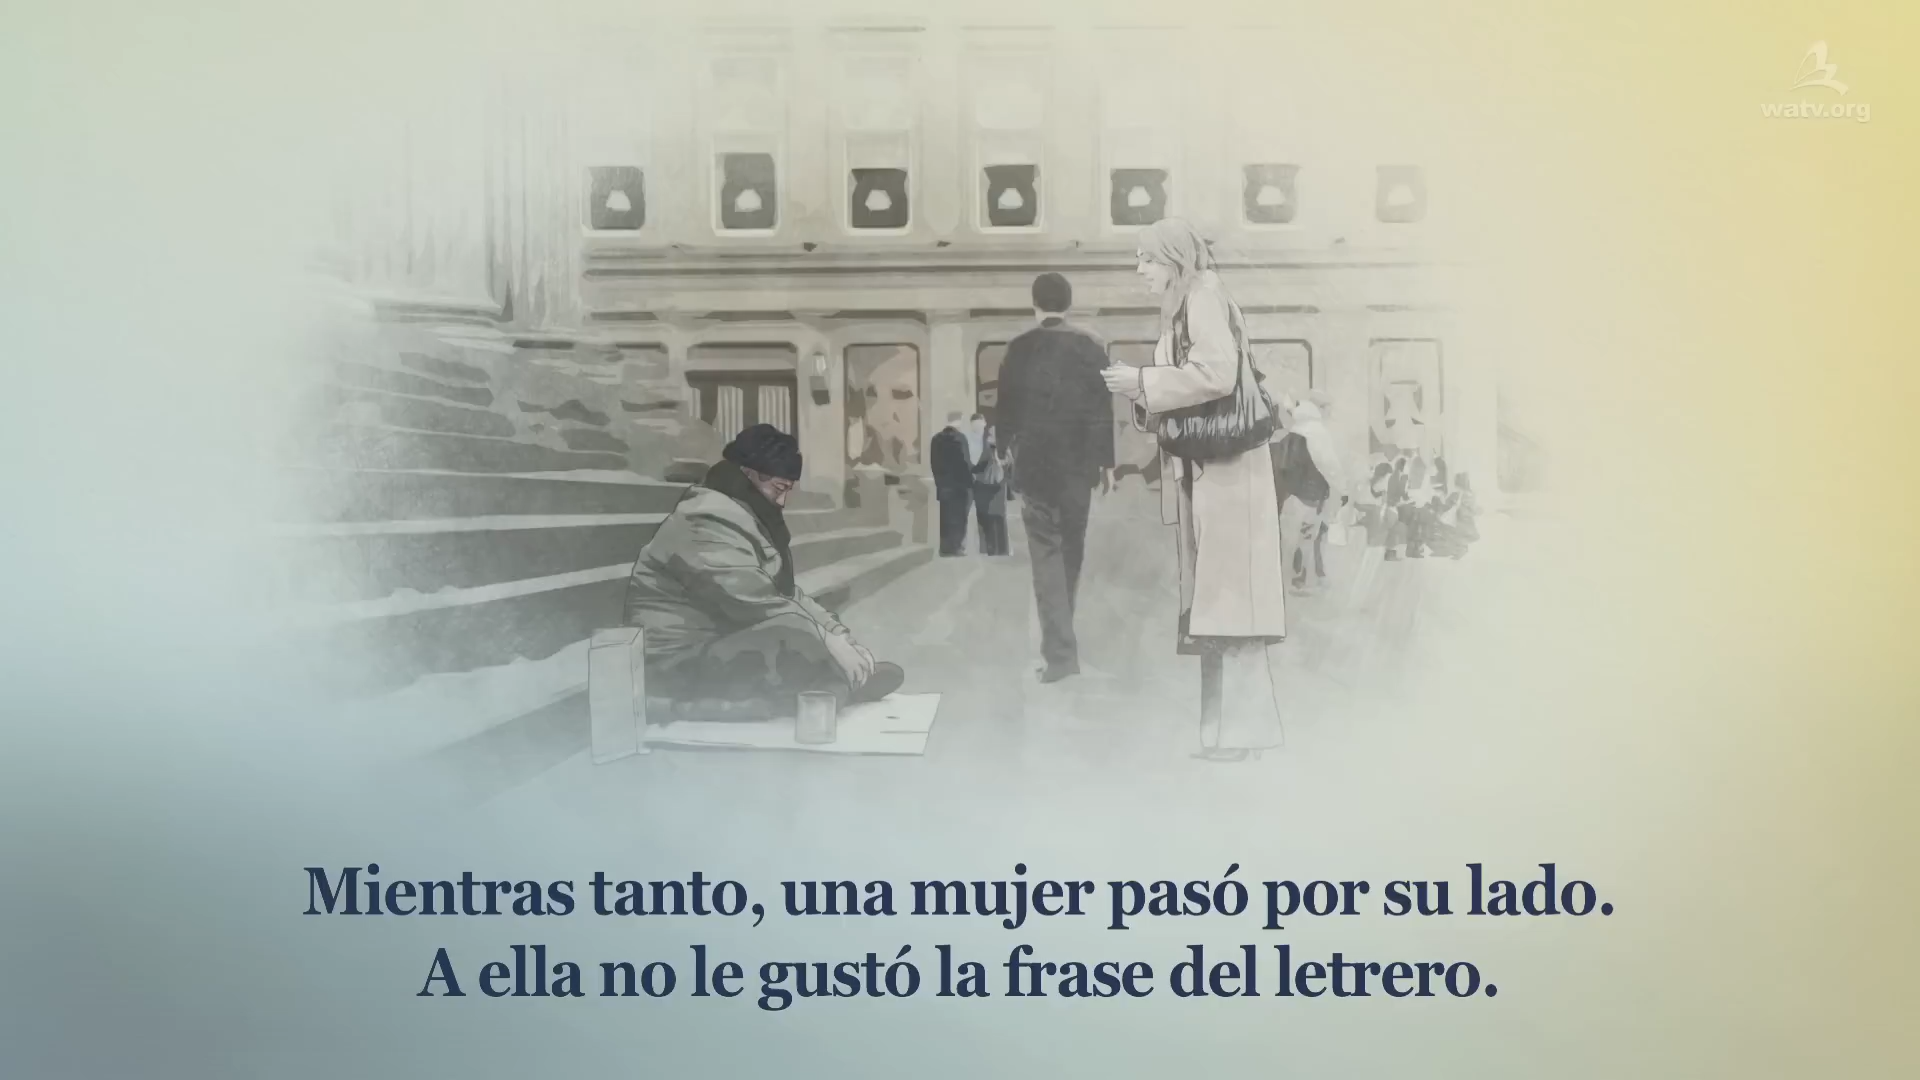 watv.org
Mientras tanto, una mujer pasó por su lado.
A ella no le gustó la frase del letrero.